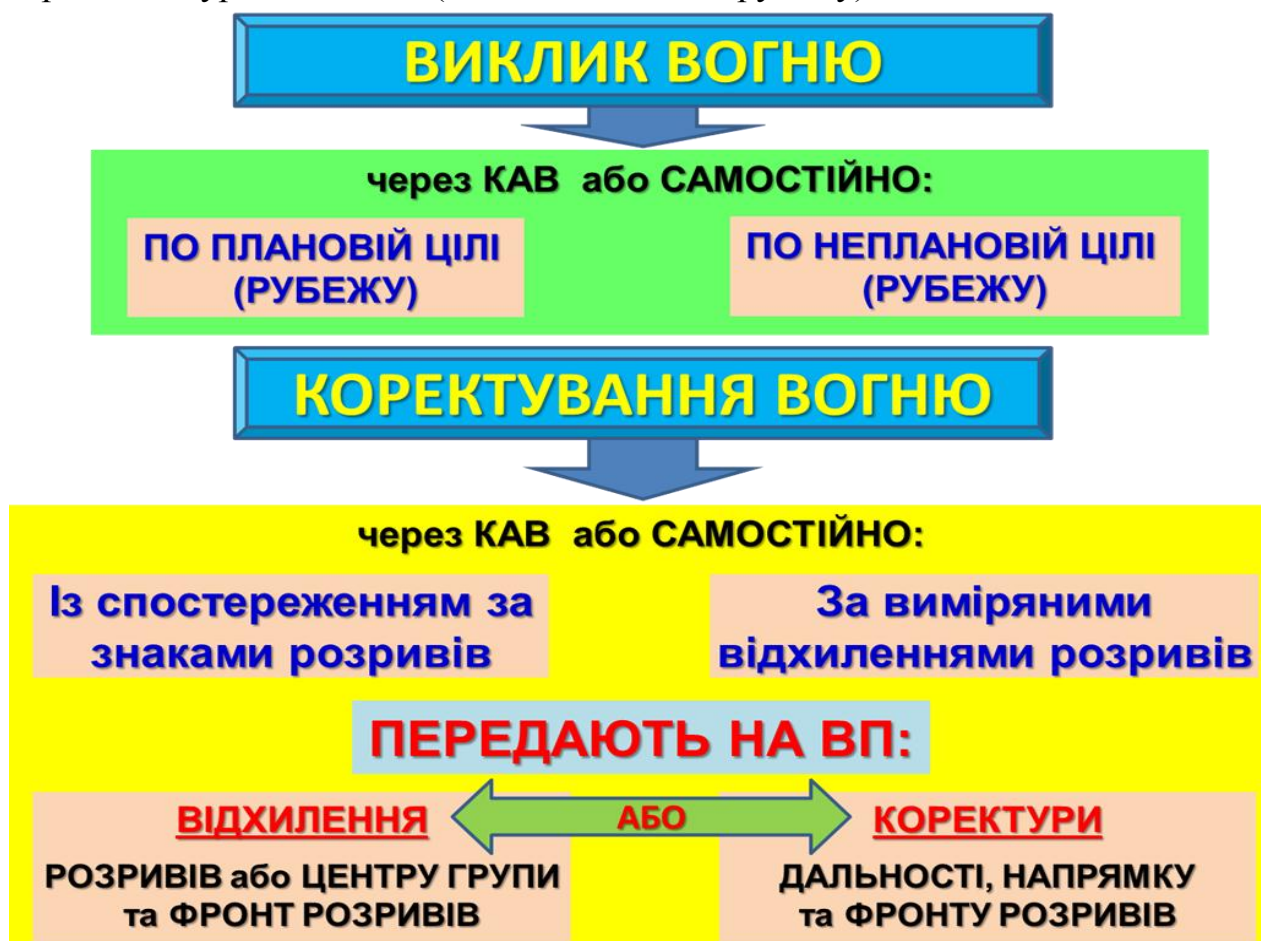 ВИКЛИК ВОГНЮ
через КАВ або САМОСТІЙНО:
ПО ПЛАНОВІЙ ЦІЛІ
(РУБЕЖУ)
ПО НЕПЛАНОВІЙ ЦІЛІ
(РУБЕЖУ)
КОРЕКТУВАННЯ ВОГНЮ
через КАВ або САМОСТІЙНО:
Із спостереженням за
знаками розривів
За виміряними
відхиленнями розривів
ПЕРЕДАЮТЬ НА ВП:
ВІДХИЛЕННЯ
РОЗРИВІВ або ЦЕНТРУ ГРУПИ
та ФРОНТ РОЗРИВІВ
АБО
КОРЕКТУРИ
ДАЛЬНОСТІ, НАПРЯМКУ
та ФРОНТУ РОЗРИВІВ